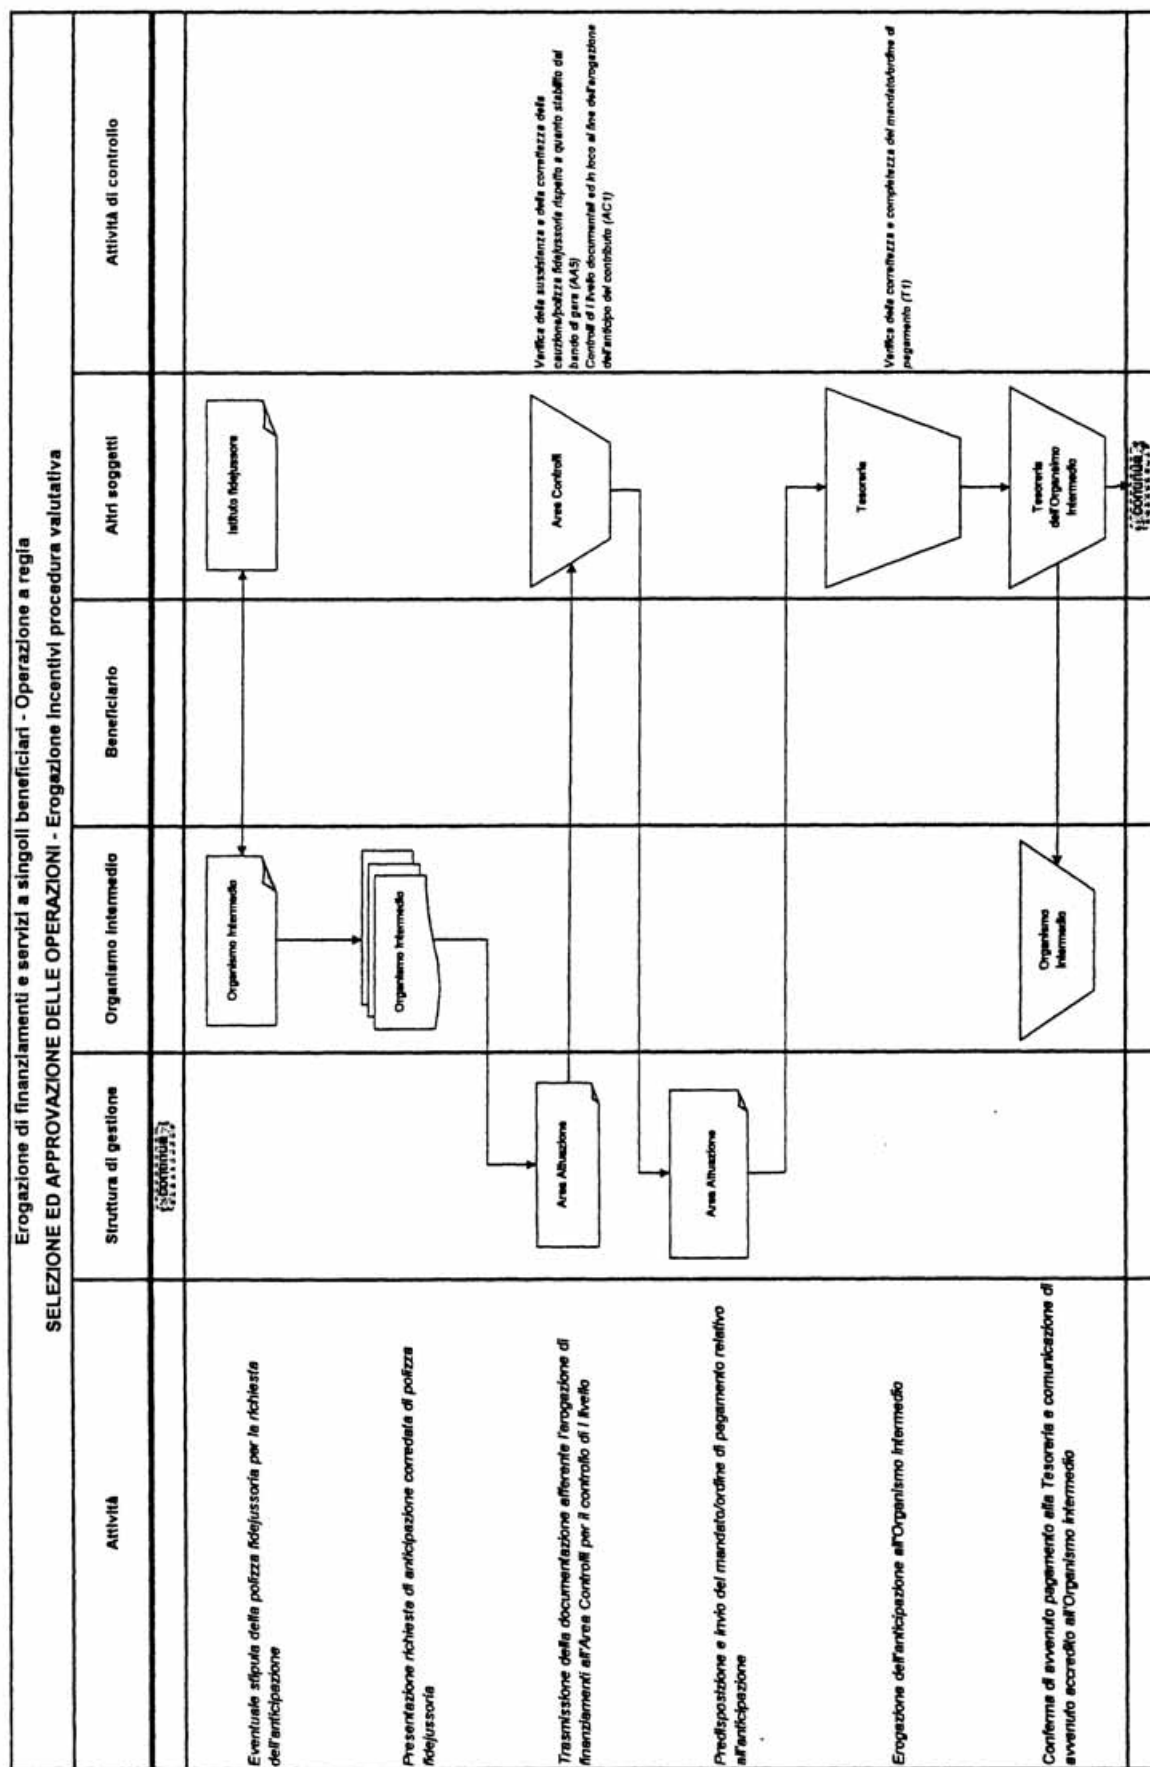 Erogazione di finanziamenti e servizi a singoli beneficiari - Operazione a regia
SELEZIONE ED APPROVAZIONE DELLE OPERAZIONI - Erogazione incentivi procedura valutativa
Attività
Struttura di gestione
Organismo Intermedio
Beneficiario
Altri soggetti
Attività di controllo
continua
Eventuale stipula della polizza fidejussoria per la richiesta
dell'anticipazione
Organismo Intermedio
Istituto fidejussore
Presentazione richiesta di anticipazione corredata di polizza
fidejussoria
Organismo Intermedio
Trasmissione della documentazione afferente l'erogazione di
finanziamenti all'Area Controlli per il controllo di I livello
Area Attuazione
Area Controlli
Verifica della sussistenza e della correttezza della
cauzione/polizza fidejussoria rispetto a quanto stabilito dal
bando di gara (AA5)
Controlli di I livello documentali ed in loco al fine dell'erogazione
dell'anticipo del contributo (AC1)
Predisposizione e invio del mandato/ordine di pagamento relativo
all'anticipazione
Area Attuazione
Erogazione dell'anticipazione all'Organismo Intermedio
Tesoreria
Verifica della correttezza e completezza del mandato/ordine di
pagamento (T1)
Conferma di avvenuto pagamento alla Tesoreria e comunicazione di
avvenuto accredito all'Organismo Intermedio
Organismo
Intermedio
Tesoreria
dell'Organsimo
Intermedio
continua